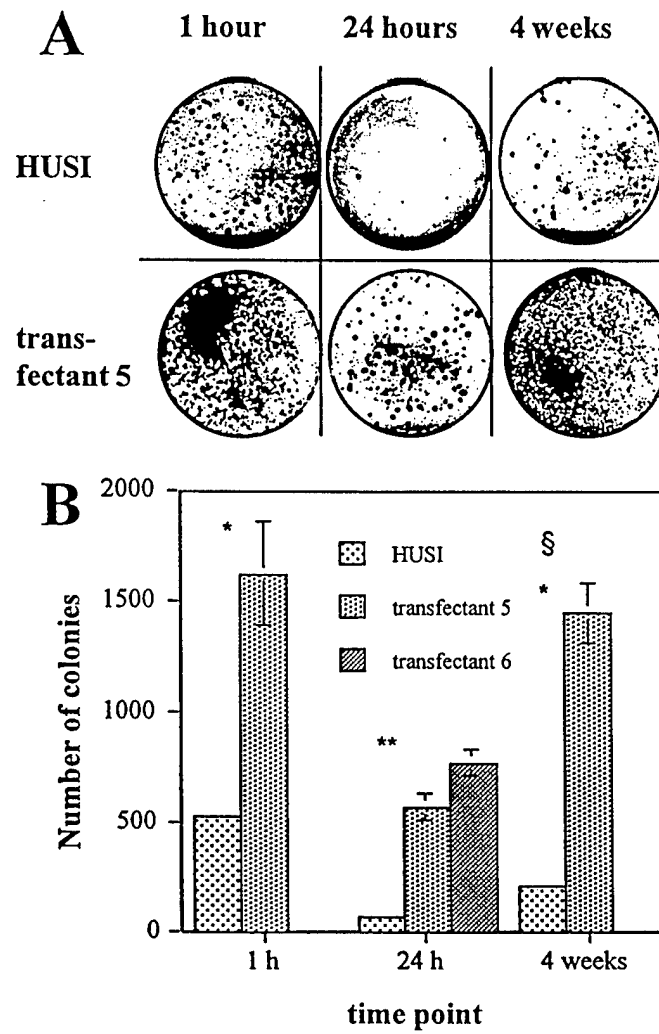 A
1 hour 24 hours 4 weeks
HUSI
trans-
fectant 5
B
Number of colonies
2000
1500
1000
500
0
*
HUSI
transfectant 5
transfectant 6
**
§
*
1 h 24 h 4 weeks
time point